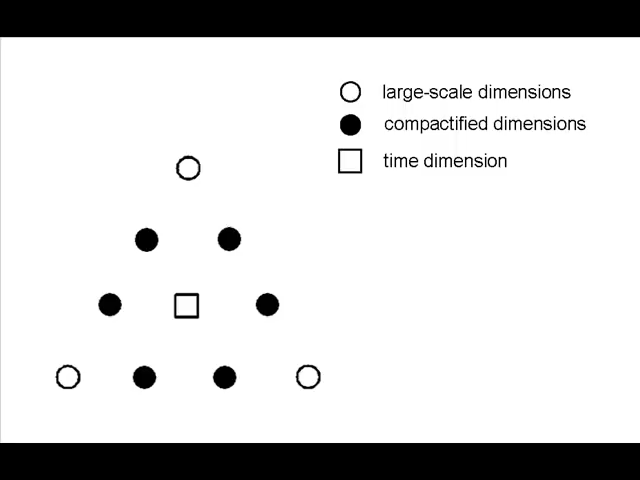 large-scale dimensions
compactified dimensions
time dimension